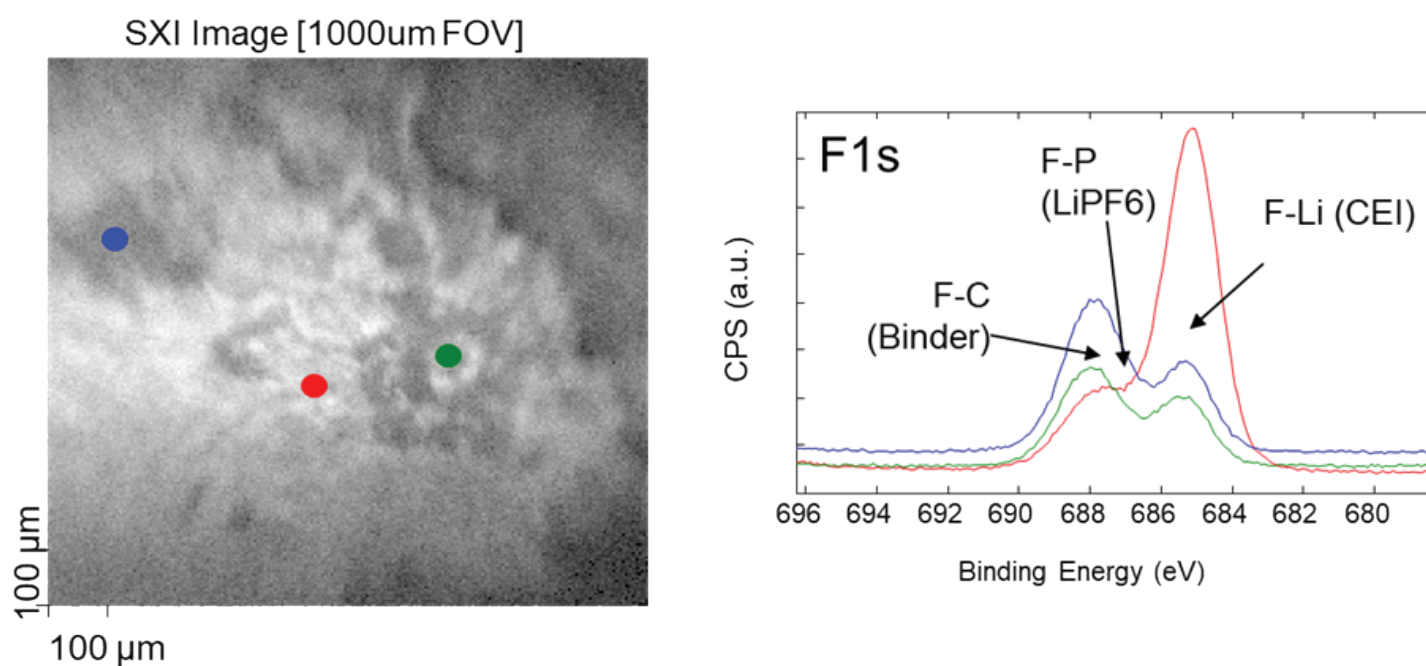 SXI Image [1000um FOV]
100 µm
100 µm
F1s
F-P
(LiPF6)
F-Li (CEI)
F-C
(Binder)
CPS (a.u.)
696 694 692 690 688 686 684 682 680
Binding Energy (eV)